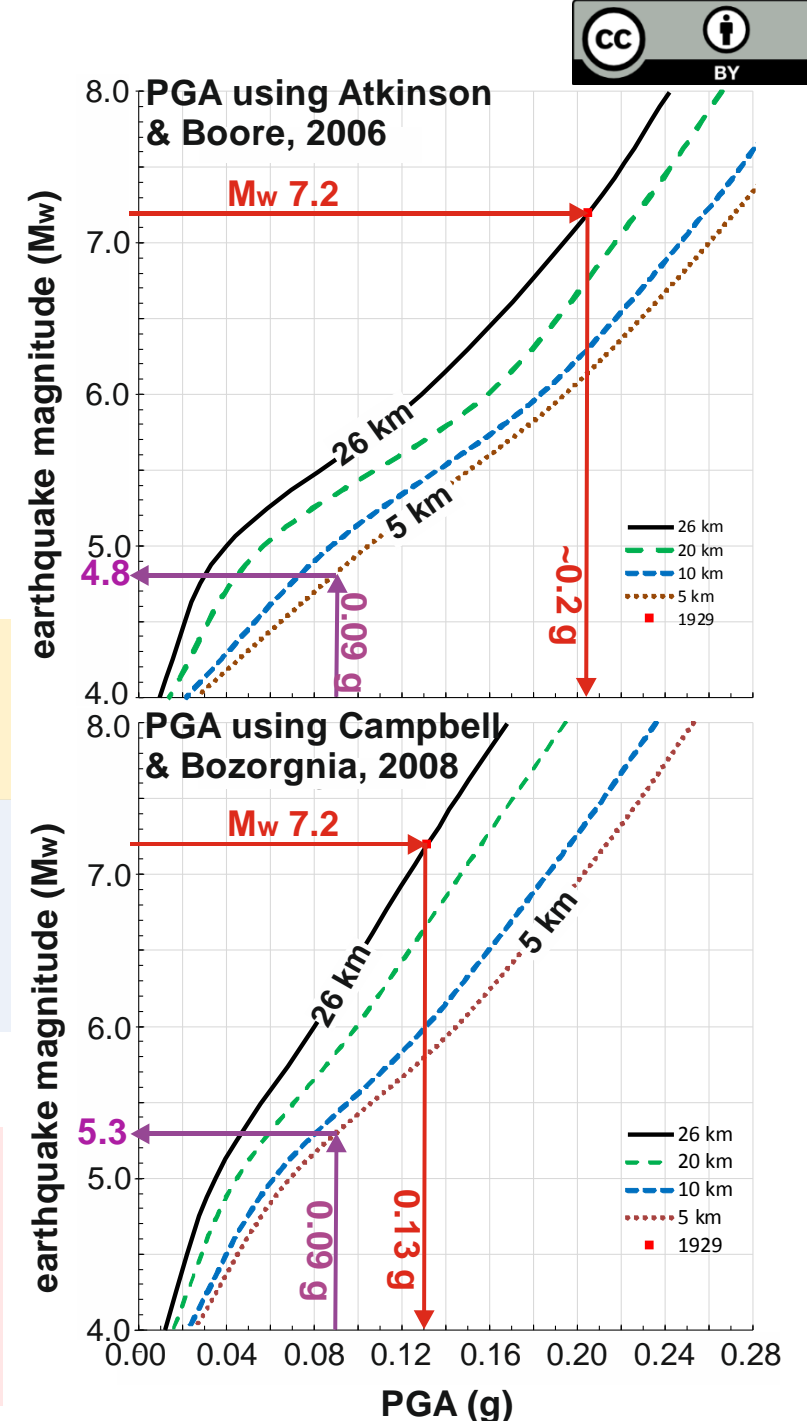 cc
BY
PGA using Atkinson
& Boore, 2006
8.0
7.0
6.0
5.0
4.0
earthquake magnitude (Mw)
Mw 7.2
26 km
5 km
4.8
0.09 g
~0.2 g
26 km
20 km
10 km
5 km
1929
PGA using Campbell
& Bozorgnia, 2008
8.0
7.0
6.0
5.0
4.0
earthquake magnitude (Mw)
Mw 7.2
26 km
5 km
5.3
0.09 g
0.13 g
26 km
20 km
10 km
5 km
1929
0.00 0.04 0.08 0.12 0.16 0.20 0.24 0.28
PGA (g)